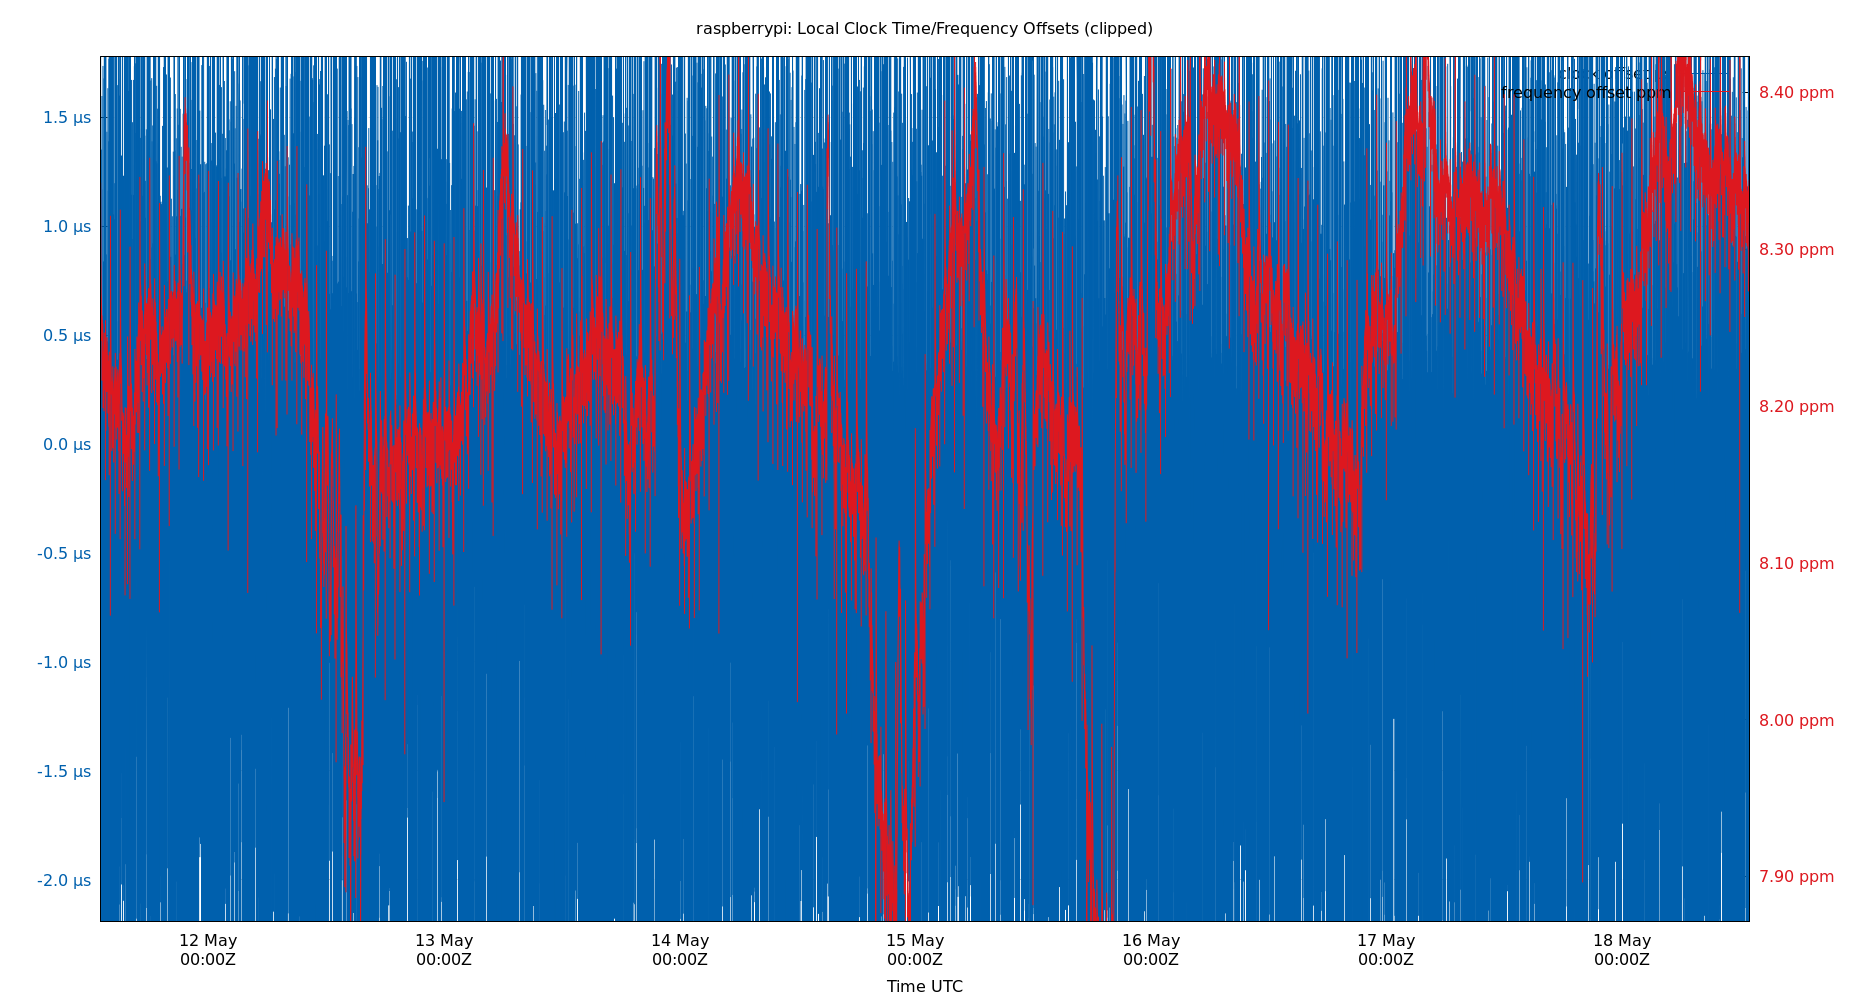 raspberrypi: Local Clock Time/Frequency Offsets (clipped)
clock offset
frequency offset ppm
1.5 µs
1.0 µs
0.5 µs
0.0 µs
-0.5 µs
-1.0 µs
-1.5 µs
-2.0 µs
8.40 ppm
8.30 ppm
8.20 ppm
8.10 ppm
8.00 ppm
7.90 ppm
12 May 13 May 14 May 15 May 16 May 17 May 18 May
00:00Z 00:00Z 00:00Z 00:00Z 00:00Z 00:00Z 00:00Z
Time UTC